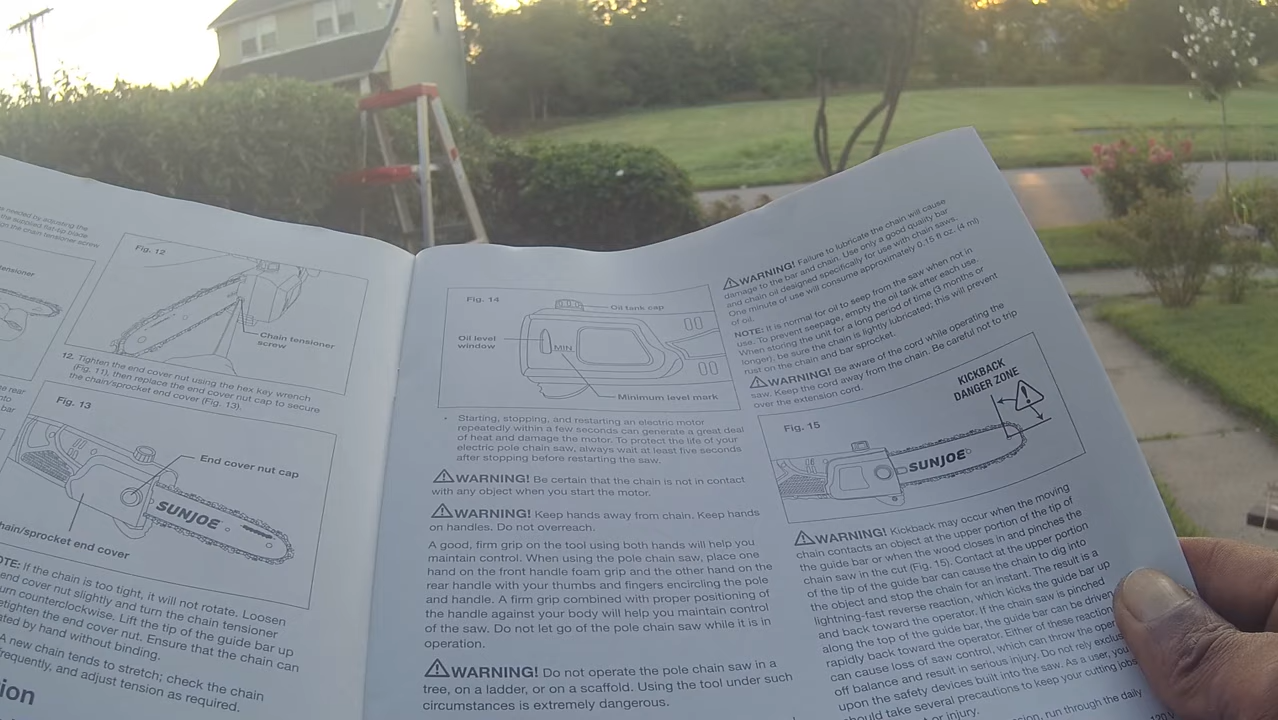 s needed by adjusting the
the supplied flat-tip blade
on the chain tensioner screw
tensioner
Fig. 12
Chain tensioner
screw
12. Tighten the end cover nut using the hex key wrench
(Fig. 11), then replace the end cover nut cap to secure
the chain/sprocket end cover (Fig. 13).
he rear
bar
Fig. 13
End cover nut cap
SUNJOE
hain/sprocket end cover
OTE: If the chain is too tight, it will not rotate. Loosen
end cover nut slightly and turn the chain tensioner
urn counterclockwise. Lift the tip of the guide bar up
etighten the end cover nut. Ensure that the chain can
ated by hand without binding.
A new chain tends to stretch; check the chain
frequently, and adjust tension as required.
ion
Fig. 14
Oil tank cap
Oil level
window
MIN
Minimum level mark
• Starting, stopping, and restarting an electric motor
repeatedly within a few seconds can generate a great deal
of heat and damage the motor. To protect the life of your
electric pole chain saw, always wait at least five seconds
after stopping before restarting the saw.
WARNING! Be certain that the chain is not in contact
with any object when you start the motor.
WARNING! Keep hands away from chain. Keep hands
on handles. Do not overreach.
A good, firm grip on the tool using both hands will help you
maintain control. When using the pole chain saw, place one
hand on the front handle foam grip and the other hand on the
rear handle with your thumbs and fingers encircling the pole
and handle. A firm grip combined with proper positioning of
the handle against your body will help you maintain control
of the saw. Do not let go of the pole chain saw while it is in
operation.
WARNING! Do not operate the pole chain saw in a
tree, on a ladder, or on a scaffold. Using the tool under such
circumstances is extremely dangerous.
WARNING! Failure to lubricate the chain will cause
damage to the bar and chain. Use only a good quality bar
and chain oil designed specifically for use with chain saws.
One minute of use will consume approximately 0.15 fl oz. (4 ml)
of oil.
NOTE: It is normal for oil to seep from the saw when not in
use. To prevent seepage, empty the oil tank after each use.
When storing the unit for a long period of time (3 months or
longer), be sure the chain is lightly lubricated; this will prevent
rust on the chain and bar sprocket.
WARNING! Be aware of the cord while operating the
saw. Keep the cord away from the chain. Be careful not to trip
over the extension cord.
KICKBACK
DANGER ZONE
Fig. 15
SUNJOE
WARNING! Kickback may occur when the moving
chain contacts an object at the upper portion of the tip of
the guide bar or when the wood closes in and pinches the
chain saw in the cut (Fig. 15). Contact at the upper portion
of the tip of the guide bar can cause the chain to dig into
the object and stop the chain for an instant. The result is a
lightning-fast reverse reaction, which kicks the guide bar up
and back toward the operator. If the chain saw is pinched
along the top of the guide bar, the guide bar can be driven
rapidly back toward the operator. Either of these reaction
can cause loss of saw control, which can throw the oper
off balance and result in serious injury. Do not rely exclus
upon the safety devices built into the saw. As a user, you
should take several precautions to keep your cutting jobs
or injury.
run through the daily